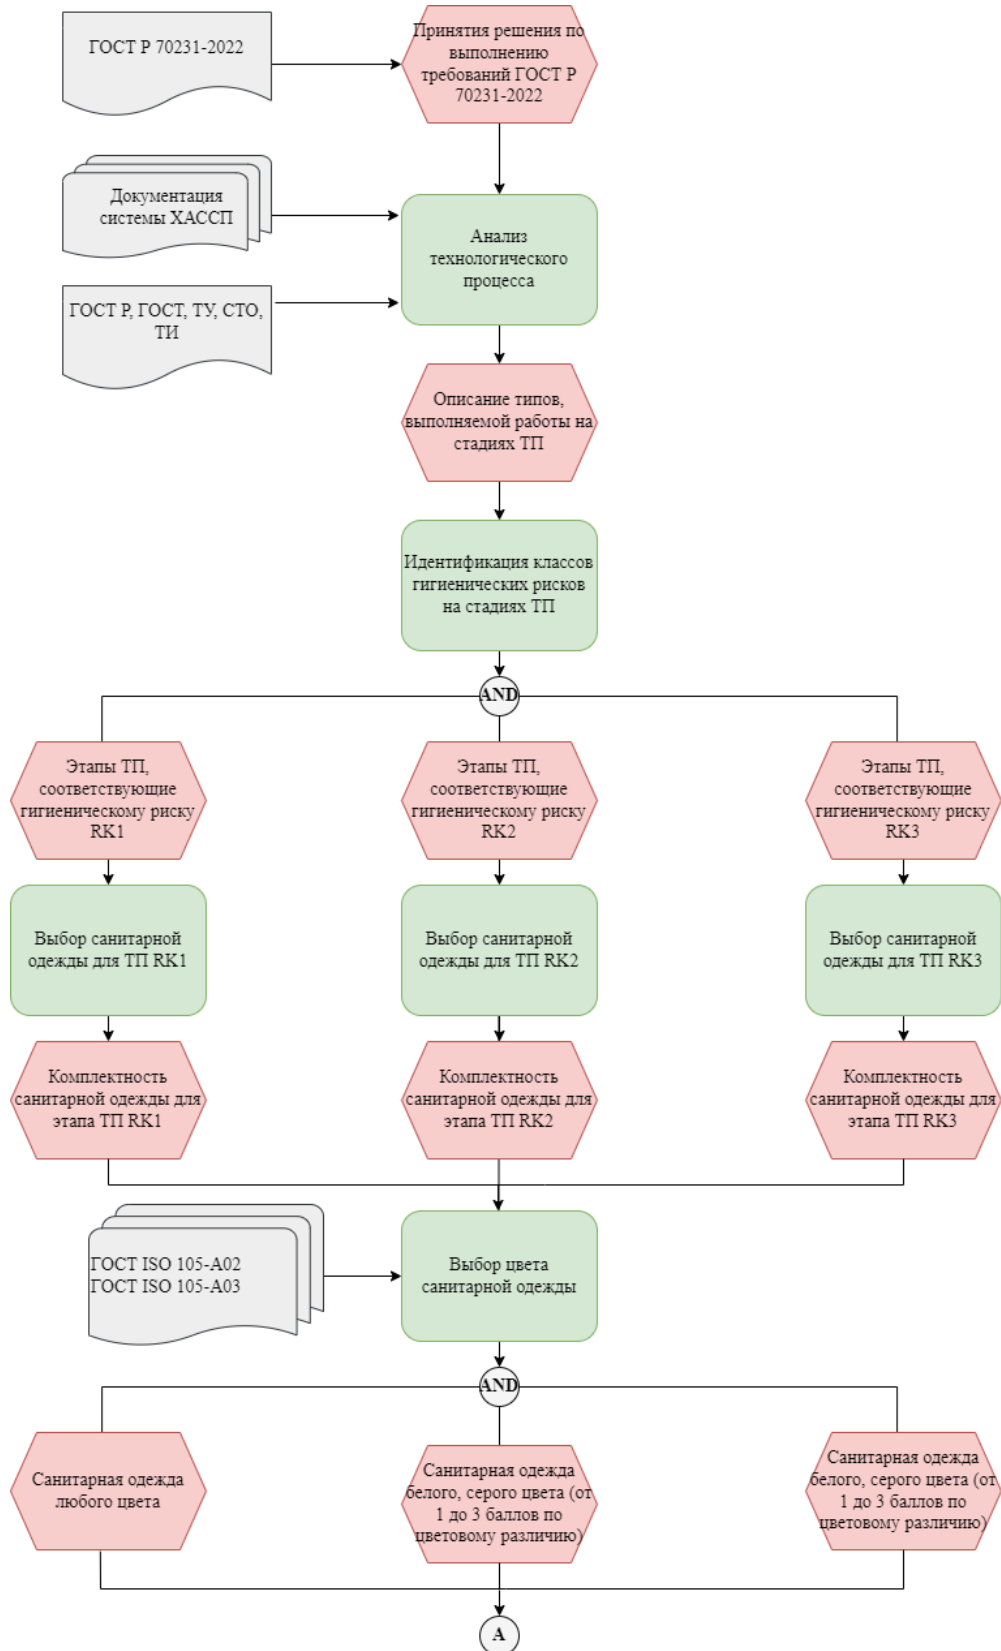 ГОСТ Р 70231-2022
Принятия решения по
выполнению
требований ГОСТ Р
70231-2022
Документация
системы ХАССП
Анализ
технологического
процесса
ГОСТ Р, ГОСТ, ТУ, СТО,
ТИ
Описание типов,
выполняемой работы на
стадиях ТП
Идентификация классов
гигиенических рисков
на стадиях ТП
AND
Этапы ТП,
соответствующие
гигиеническому риску
RK1
Этапы ТП,
соответствующие
гигиеническому риску
RK2
Этапы ТП,
соответствующие
гигиеническому риску
RK3
Выбор санитарной
одежды для ТП RK1
Выбор санитарной
одежды для ТП RK2
Выбор санитарной
одежды для ТП RK3
Комплектность
санитарной одежды для
этапа ТП RK1
Комплектность
санитарной одежды для
этапа ТП RK2
Комплектность
санитарной одежды для
этапа ТП RK3
ГОСТ ISO 105-A02
ГОСТ ISO 105-A03
Выбор цвета
санитарной одежды
AND
Санитарная одежда
любого цвета
Санитарная одежда
белого, серого цвета (от
1 до 3 баллов по
цветовому различию)
Санитарная одежда
белого, серого цвета (от
1 до 3 баллов по
цветовому различию)
А